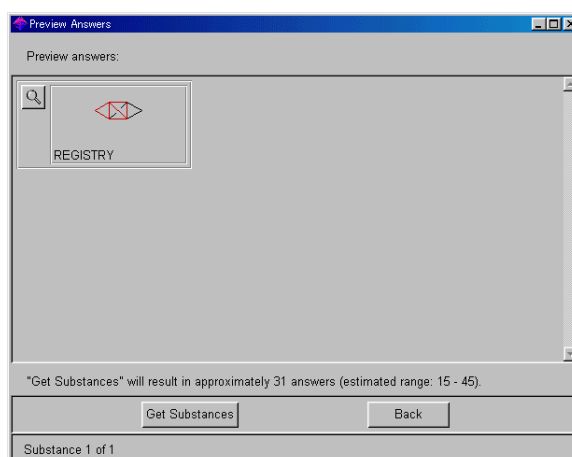 Preview Answers
Preview answers:
REGISTRY
"Get Substances" will result in approximately 31 answers (estimated range: 15 - 45).
Get Substances
Back
Substance 1 of 1